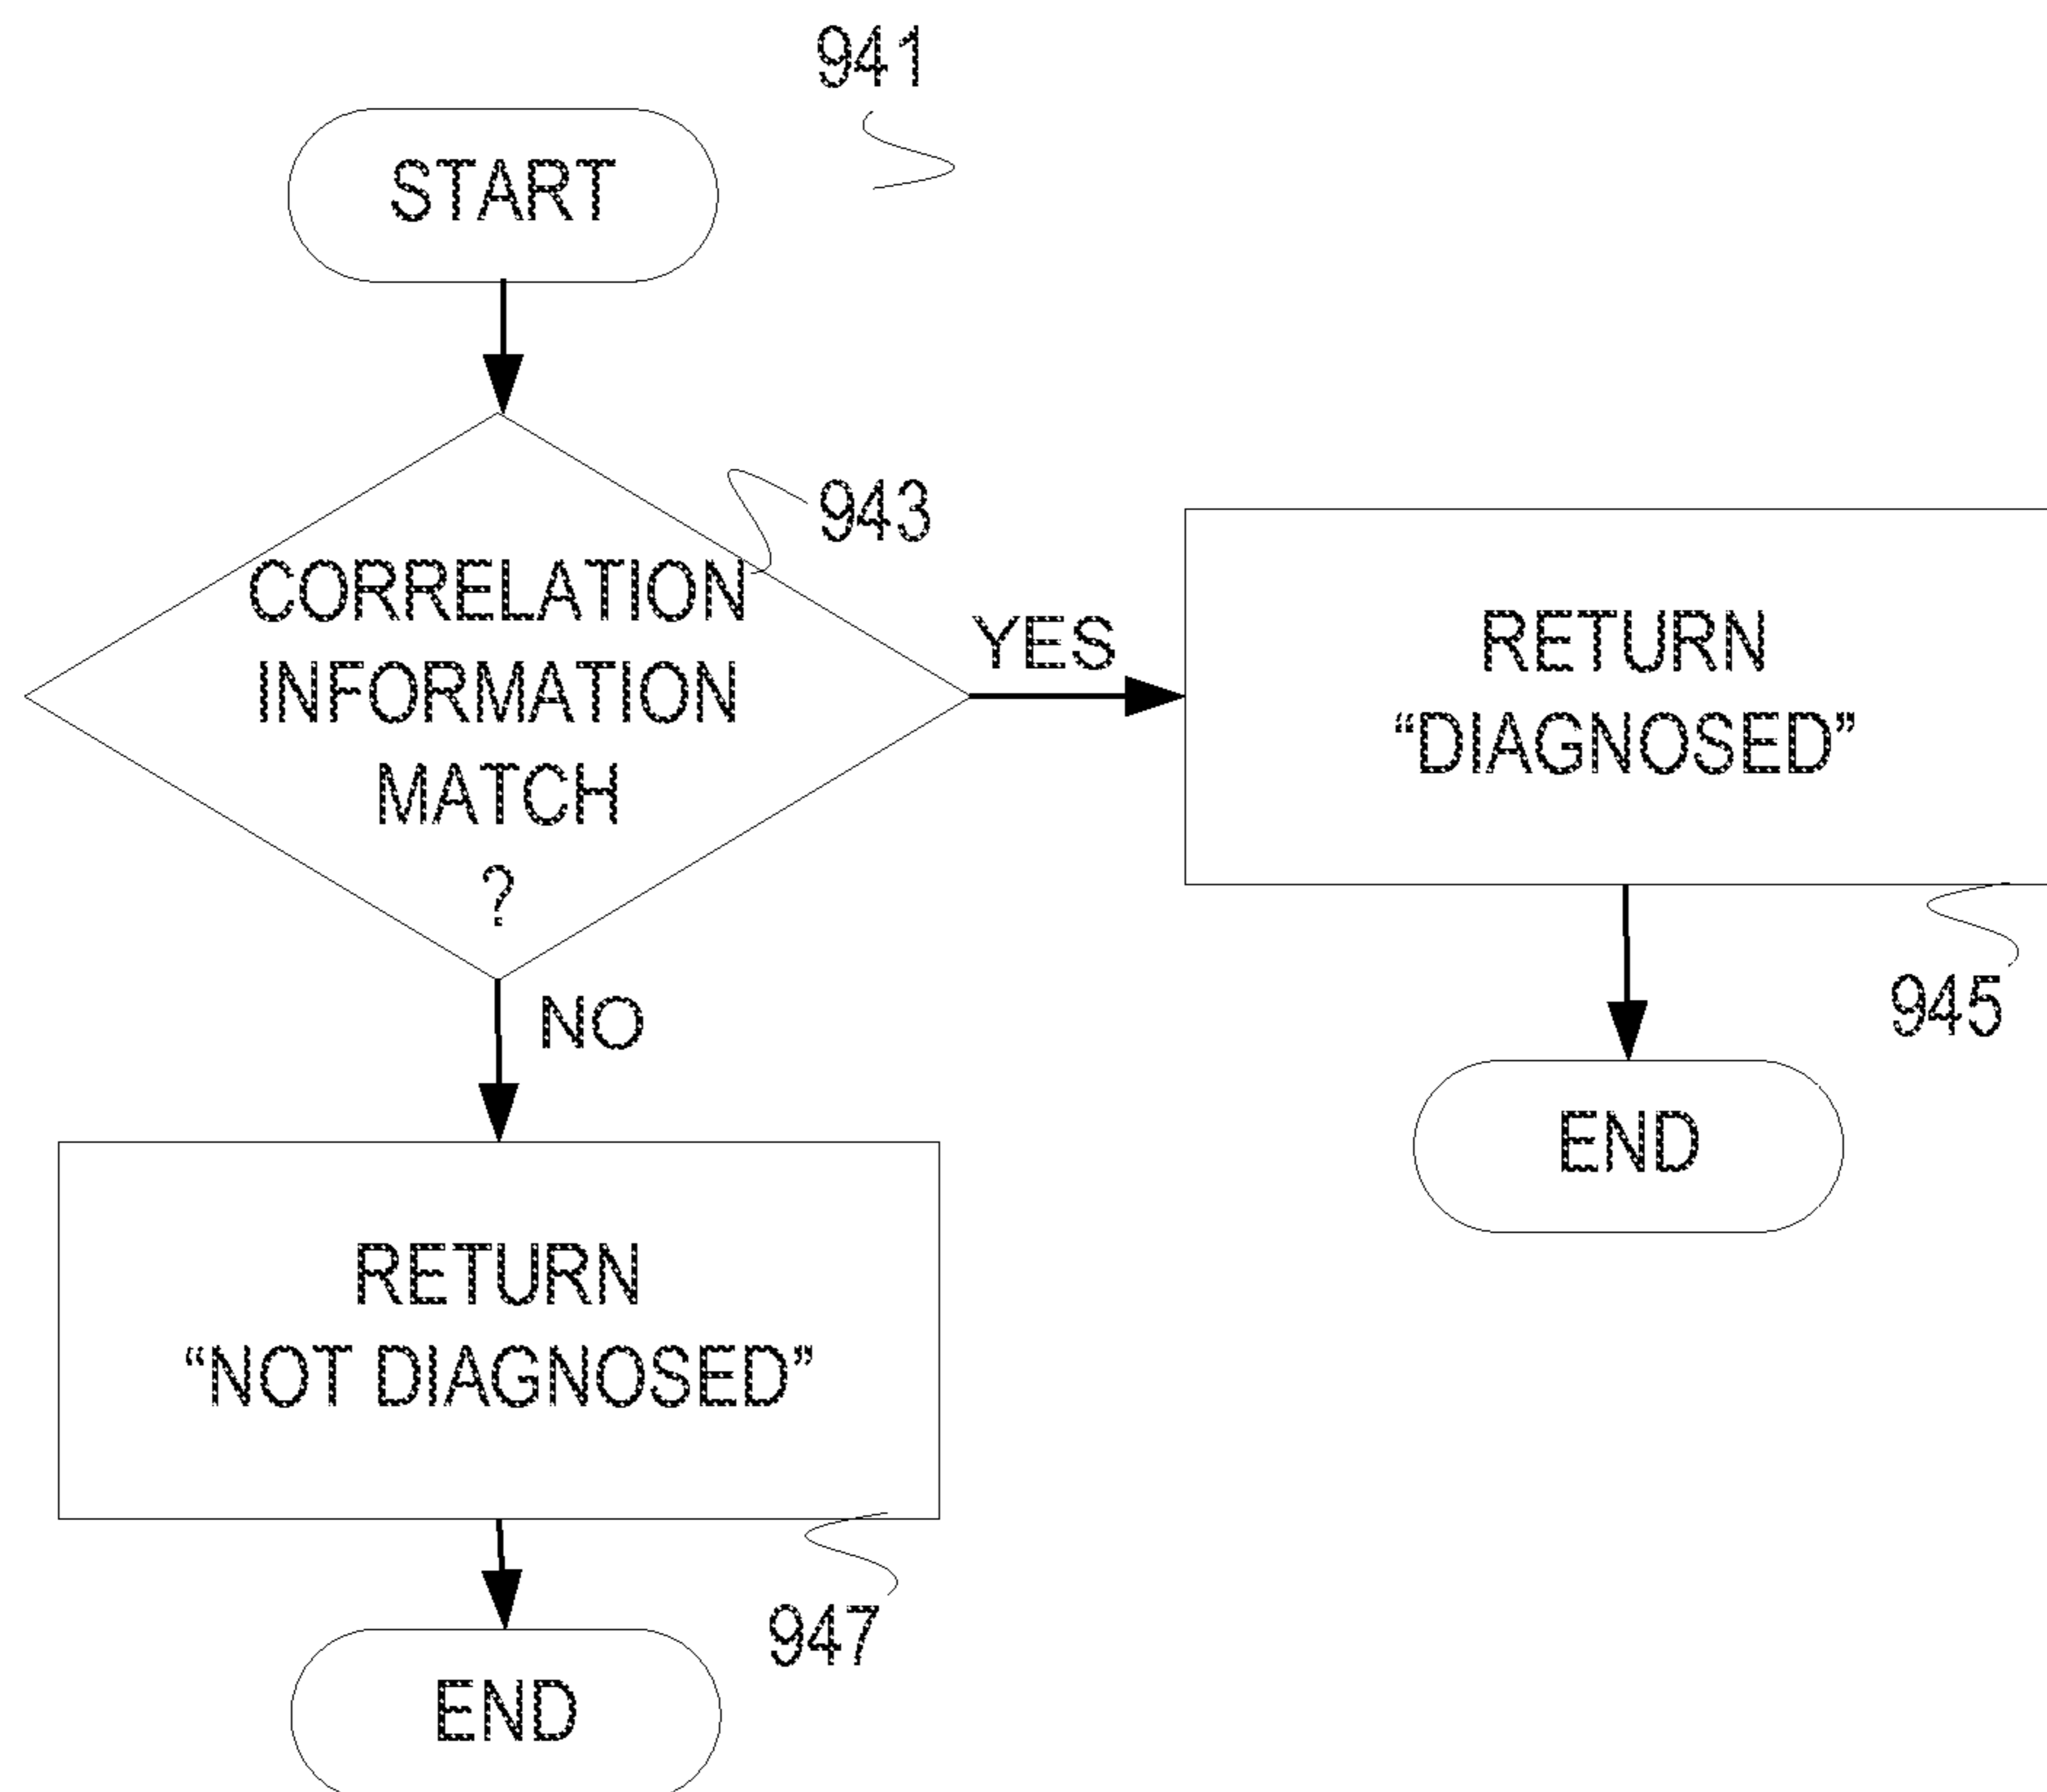 941
START
943
CORRELATION
INFORMATION
MATCH
?
YES
RETURN
“DIAGNOSED”
945
END
NO
RETURN
“NOT DIAGNOSED”
947
END